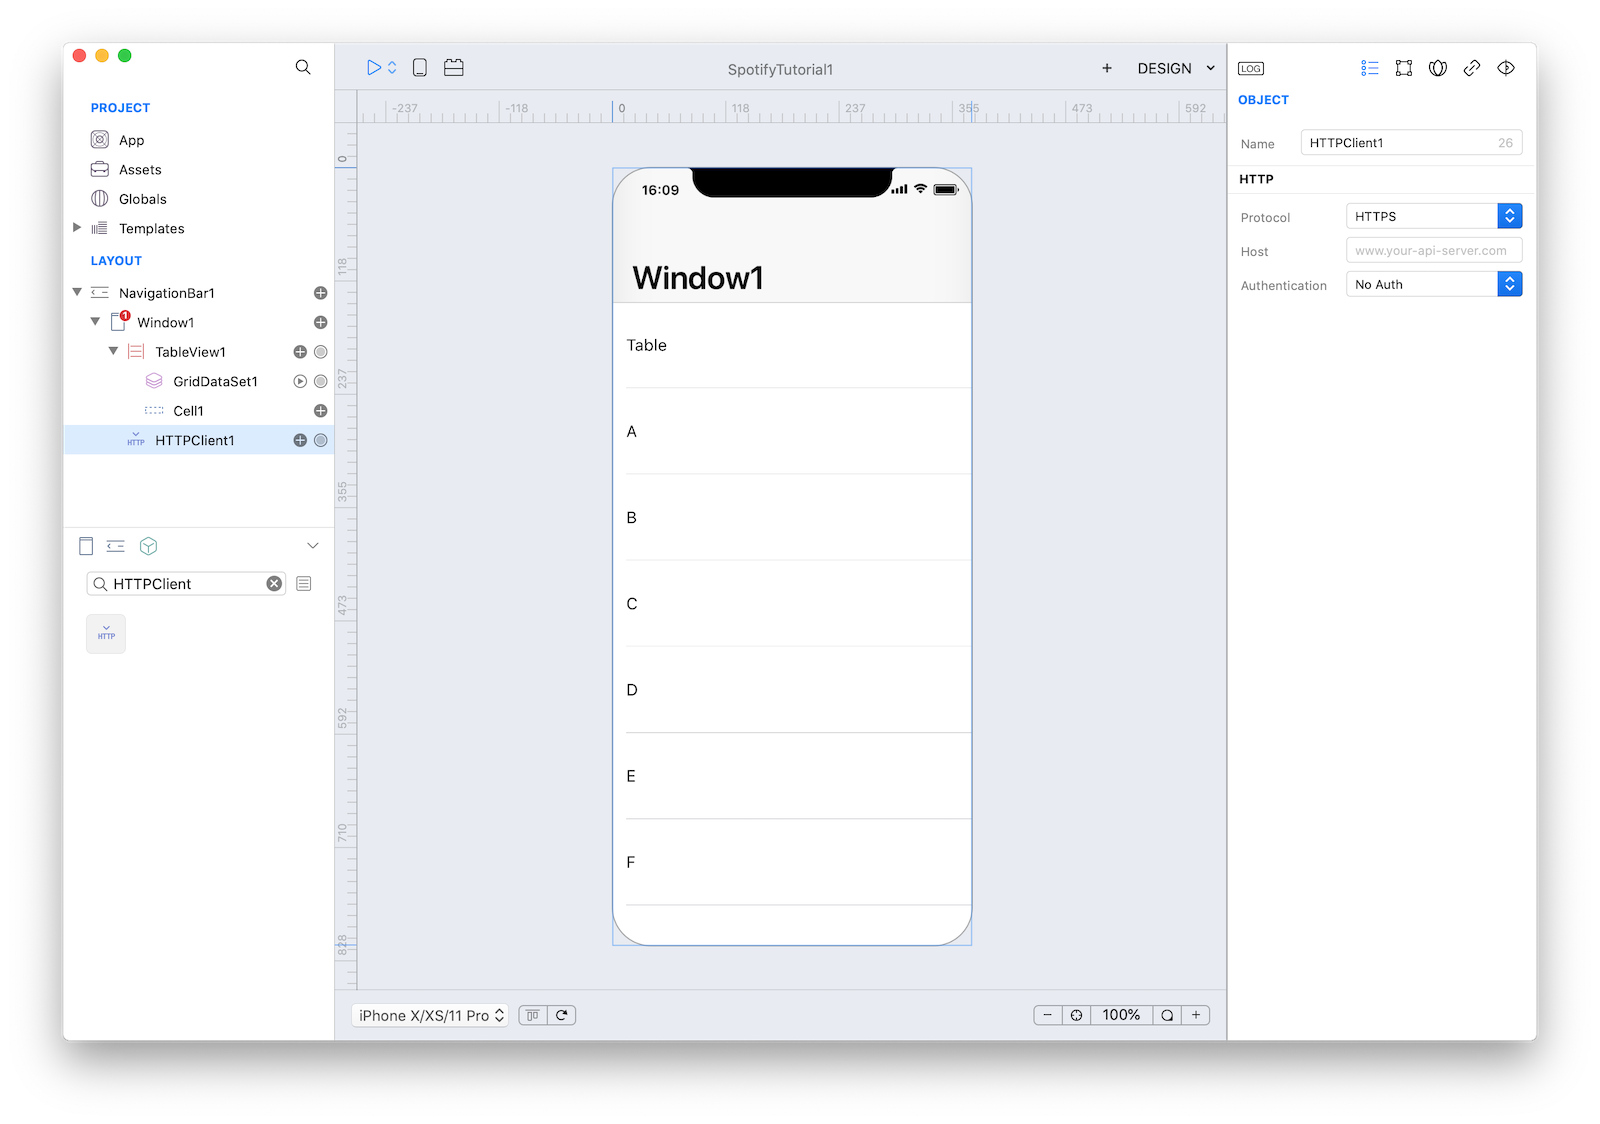 PROJECT
App
Assets
Globals
Templates
LAYOUT
NavigationBar1
1
Window1
TableView1
GridDataSet1
Cell1
HTTP
HTTPClient1
HTTPClient
HTTP
SpotifyTutorial1
DESIGN
-237
-118
0
118
237
355
473
592
0
118
237
355
473
592
710
828
16:09
Window1
Table
A
B
C
D
E
F
iPhone X/XS/11 Pro
100%
LOG
OBJECT
Name
HTTPClient1
26
HTTP
Protocol
HTTPS
Host
www.your-api-server.com
Authentication
No Auth